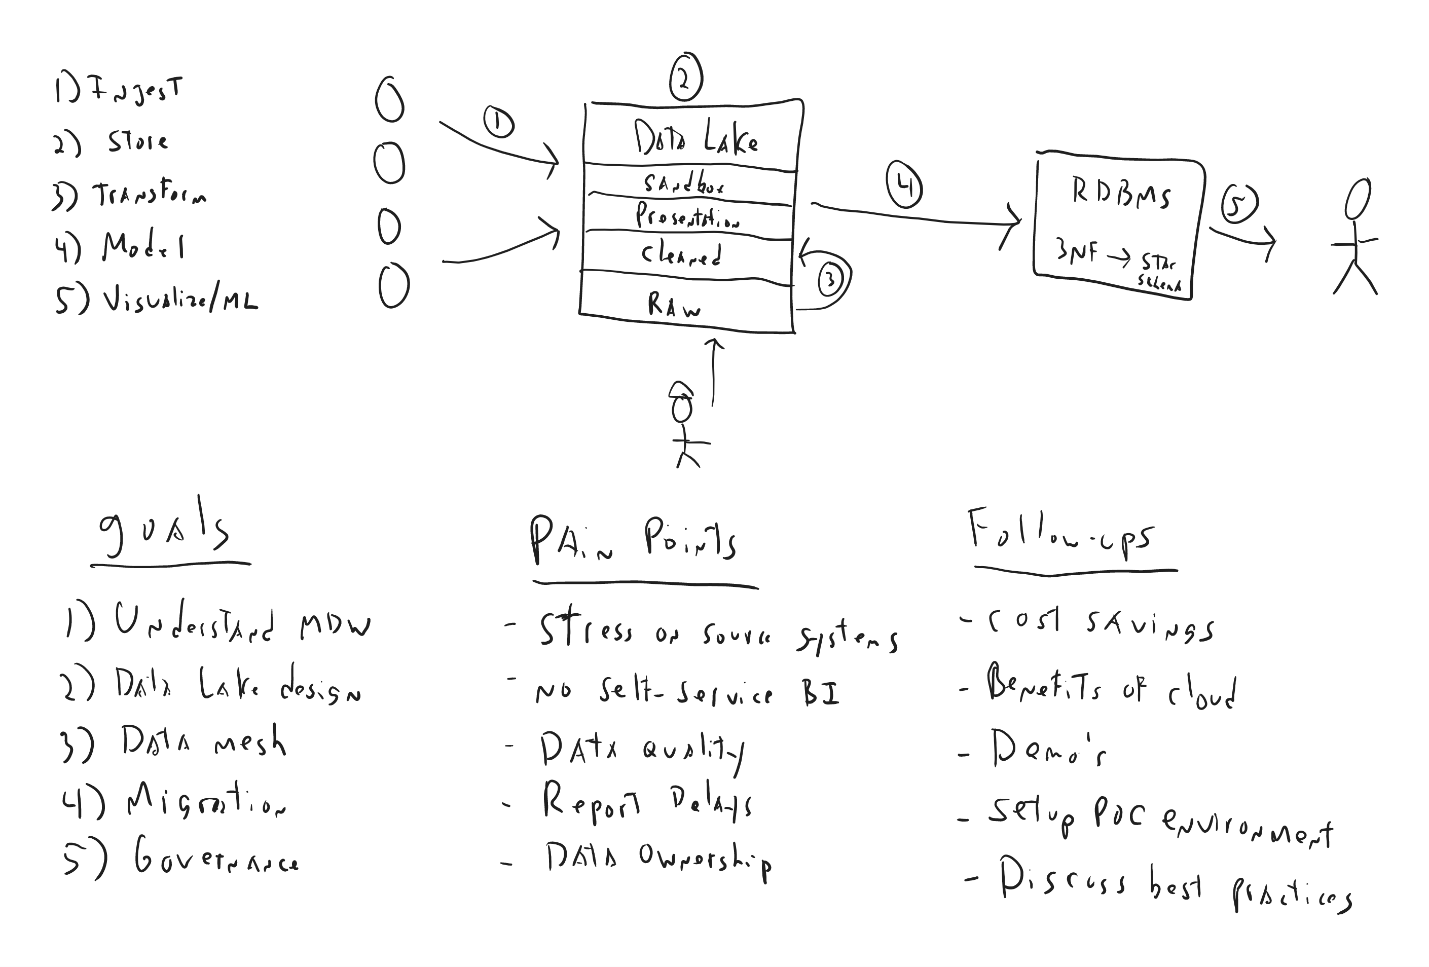 1) Ingest
2) Store
3) Transform
4) Model
5) Visualize/ML
1
2
Data Lake
Sandbox
Presentation
Cleaned
Raw
3
4
RDBMS
3NF → Star
Schema
5
goals
1) Understand MDW
2) Data Lake design
3) Data mesh
4) Migration
5) Governance
Pain Points
- Stress on source systems
- No self-service BI
- Data quality
- Report Delays
- Data Ownership
Follow-ups
- Cost savings
- Benefits of cloud
- Demo's
- Setup POC environment
- Discuss best practices